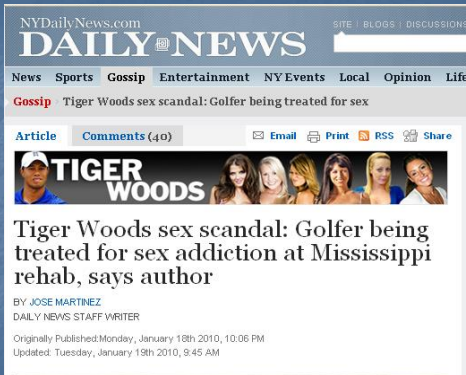 NYDailyNews.com
DAILY NEWS
SITE | BLOGS | DISCUSSIONS
News Sports Gossip Entertainment NY Events Local Opinion Life
Gossip › Tiger Woods sex scandal: Golfer being treated for sex
Article Comments (40) Email Print RSS Share
TIGER
WOODS
Tiger Woods sex scandal: Golfer being
treated for sex addiction at Mississippi
rehab, says author
BY JOSE MARTINEZ
DAILY NEWS STAFF WRITER
Originally Published:Monday, January 18th 2010, 10:06 PM
Updated: Tuesday, January 19th 2010, 9:45 AM